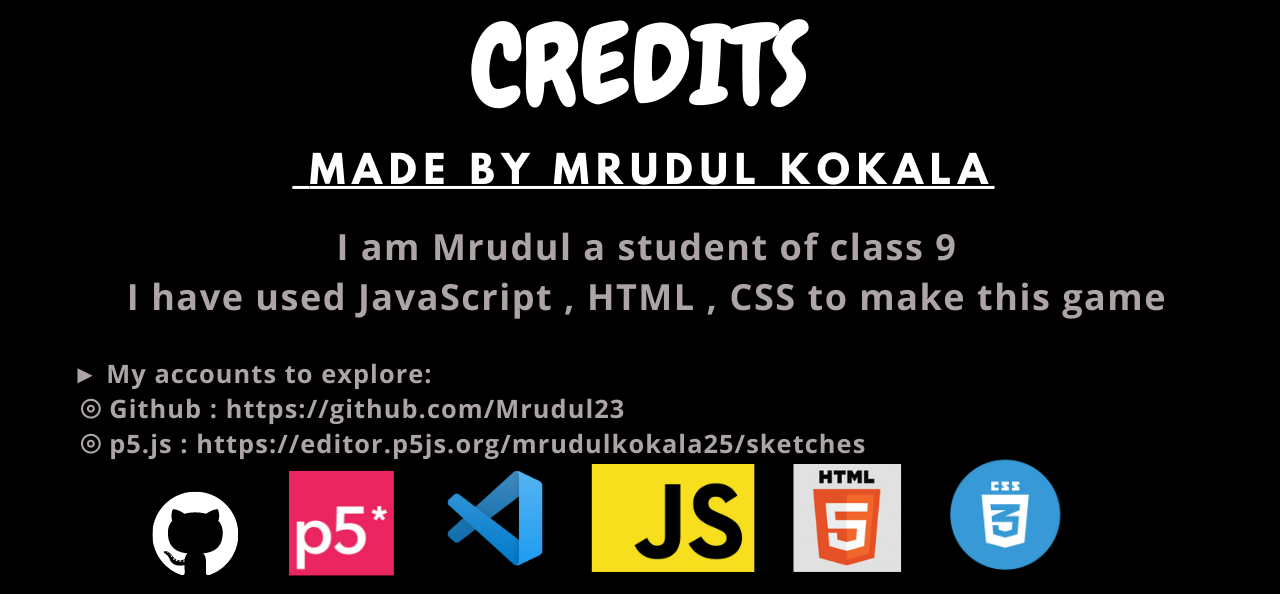 CREDITS
MADE BY MRUDUL KOKALA
I am Mrudul a student of class 9
I have used JavaScript , HTML , CSS to make this game
► My accounts to explore:
⦾ Github : https://github.com/Mrudul23
⦾ p5.js : https://editor.p5js.org/mrudulkokala25/sketches
p5*
JS
HTML
5
CSS
3